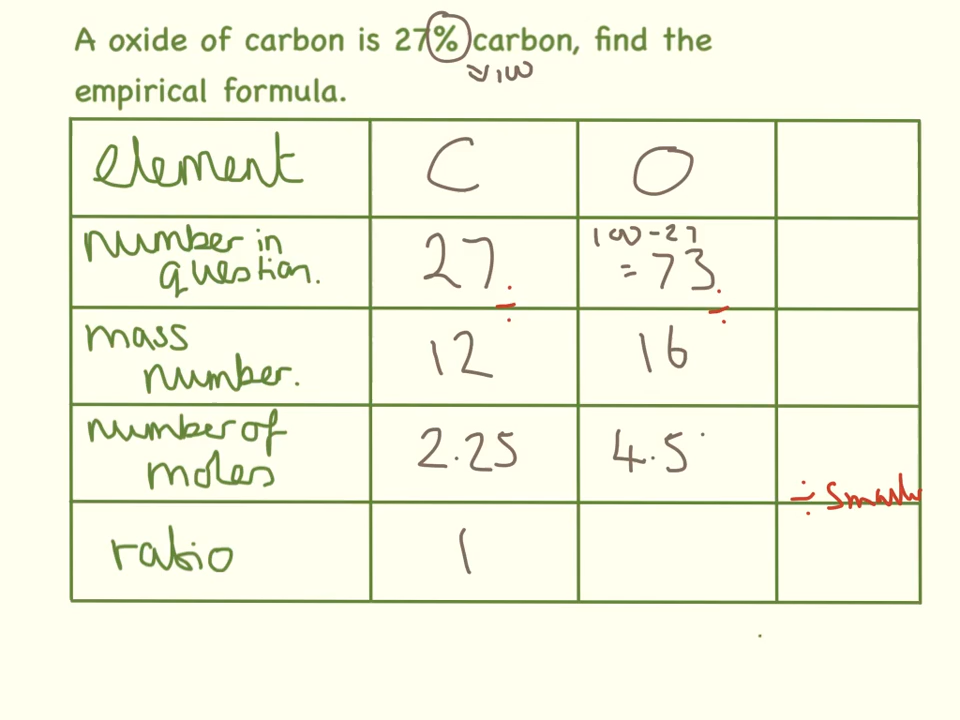 A oxide of carbon is 27% carbon, find the
⇒ 100
empirical formula.
element C O
number in question. 27 ÷ 100 - 27 = 73 ÷
mass number. 12 16
number of moles 2.25 4.5
÷ smaller
ratio 1